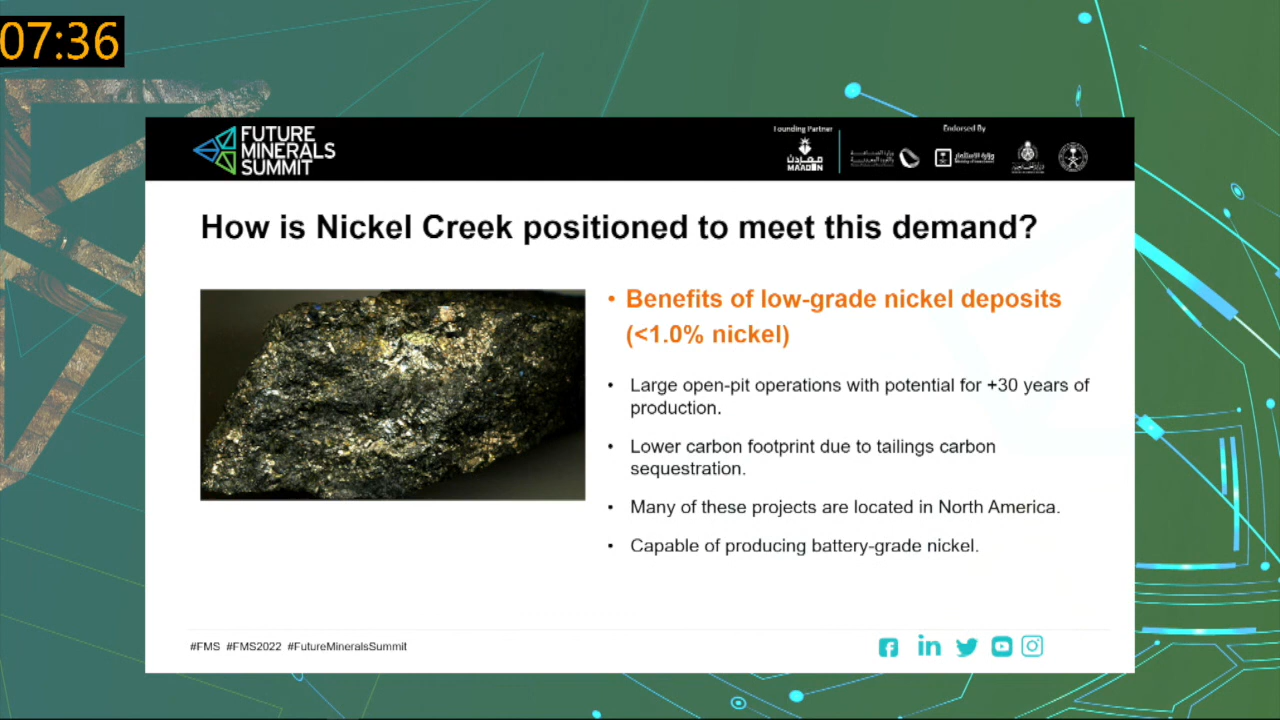 07:36
FUTURE
MINERALS
SUMMIT
Founding Partner
Endorsed By
معادن
MAADEN
وزارة الاستثمار
How is Nickel Creek positioned to meet this demand?
• Benefits of low-grade nickel deposits
(<1.0% nickel)
• Large open-pit operations with potential for +30 years of
production.
• Lower carbon footprint due to tailings carbon
sequestration.
• Many of these projects are located in North America.
• Capable of producing battery-grade nickel.
#FMS #FMS2022 #FutureMineralsSummit